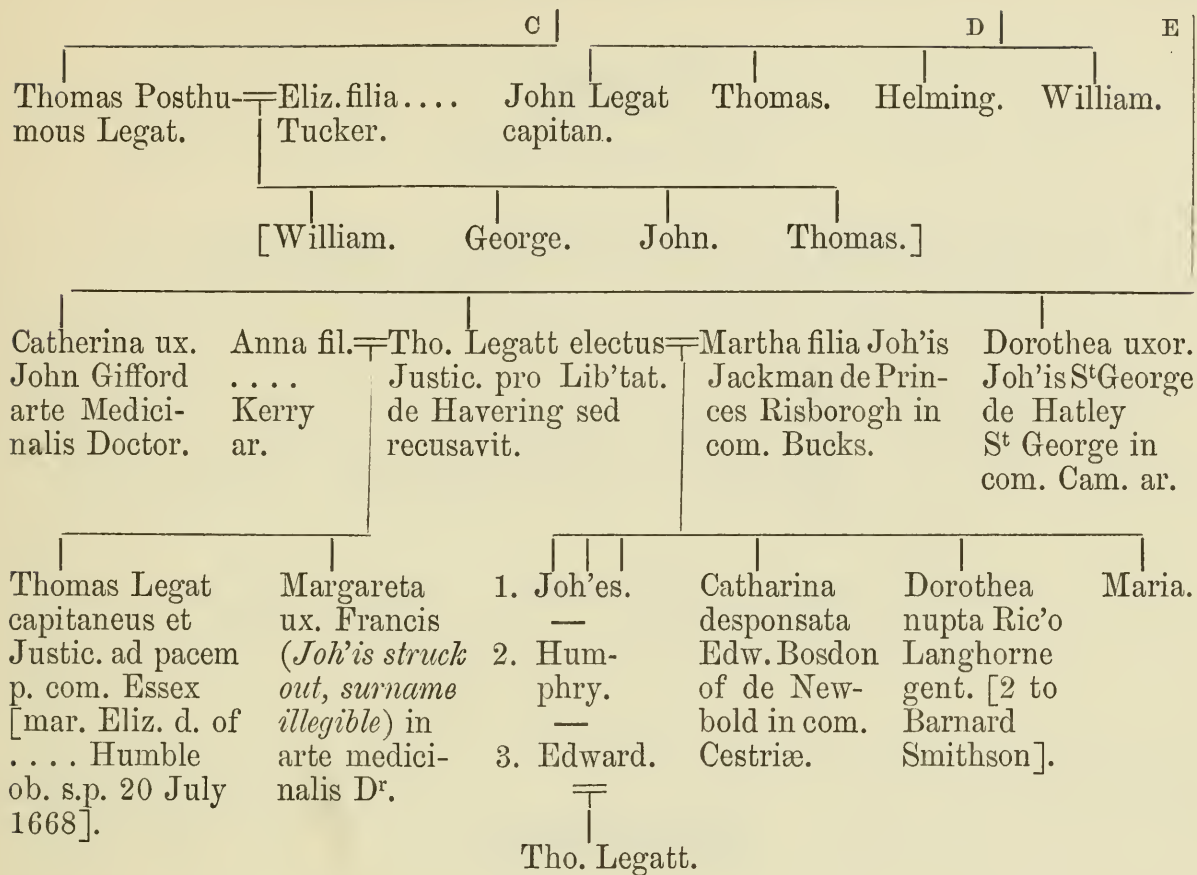 C D E
Thomas Posthu- Eliz. filia . . . . John Legat Thomas. Helming. William.
mous Legat. Tucker. capitan.
[William. George. John. Thomas.]
Catherina ux. Anna fil. Tho. Legatt electus Martha filia Joh'is Dorothea uxor.
John Gifford . . . . Justic. pro Lib'tat. Jackman de Prin- Joh'is Sᵗ George
arte Medici- Kerry de Havering sed ces Risborogh in de Hatley
nalis Doctor. ar. recusavit. com. Bucks. Sᵗ George in
com. Cam. ar.
Thomas Legat Margareta 1. Joh'es. Catharina Dorothea Maria.
capitaneus et ux. Francis — desponsata nupta Ric'o
Justic. ad pacem (Joh'is struck 2. Hum- Edw. Bosdon Langhorne
p. com. Essex out, surname phry. of de New- gent. [2 to
[mar. Eliz. d. of illegible) in — bold in com. Barnard
. . . . Humble arte medici- 3. Edward. Cestriæ. Smithson].
ob. s.p. 20 July nalis Dʳ.
1668].
Tho. Legatt.